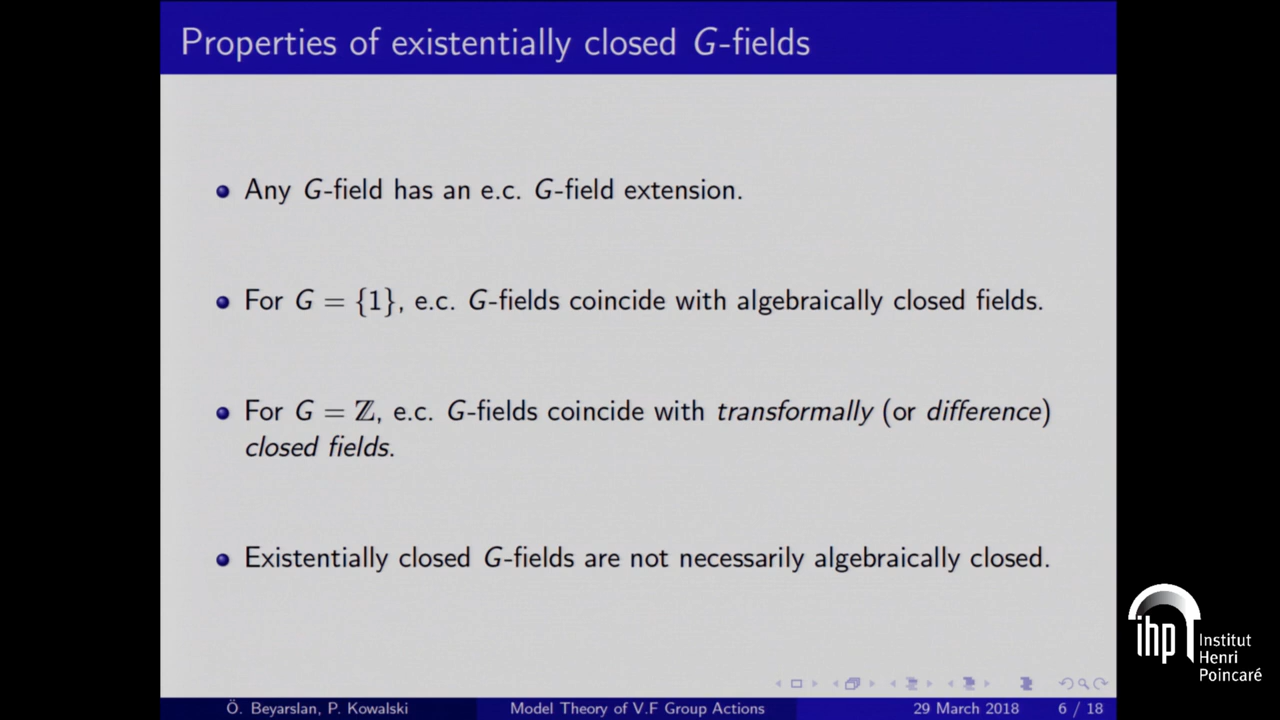 Properties of existentially closed G-fields
Any G-field has an e.c. G-field extension.
For G = {1}, e.c. G-fields coincide with algebraically closed fields.
For G = ℤ, e.c. G-fields coincide with transformally (or difference)
closed fields.
Existentially closed G-fields are not necessarily algebraically closed.
ihp
Institut
Henri
Poincaré
Ö. Beyarslan, P. Kowalski
Model Theory of V.F Group Actions
29 March 2018
6 / 18